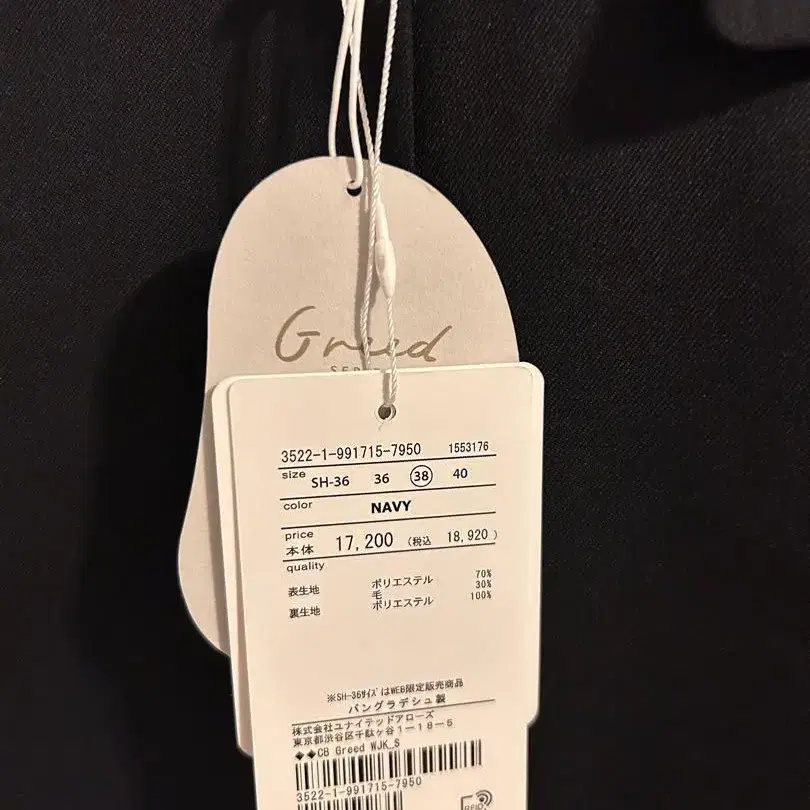 Greed
3522-1-991715-7950 1553176
size SH-36 36 38 40
color NAVY
price
本体 17,200 (税込 18,920)
quality
表生地 ポリエステル 70%
毛 30%
裏生地 ポリエステル 100%
※SH-36サイズはWEB限定販売商品
バングラデシュ製
株式会社ユナイテッドアローズ
東京都渋谷区千駄ヶ谷1-18-5
◆◆CB Greed WJK_S
3522-1-991715-7950
RFID